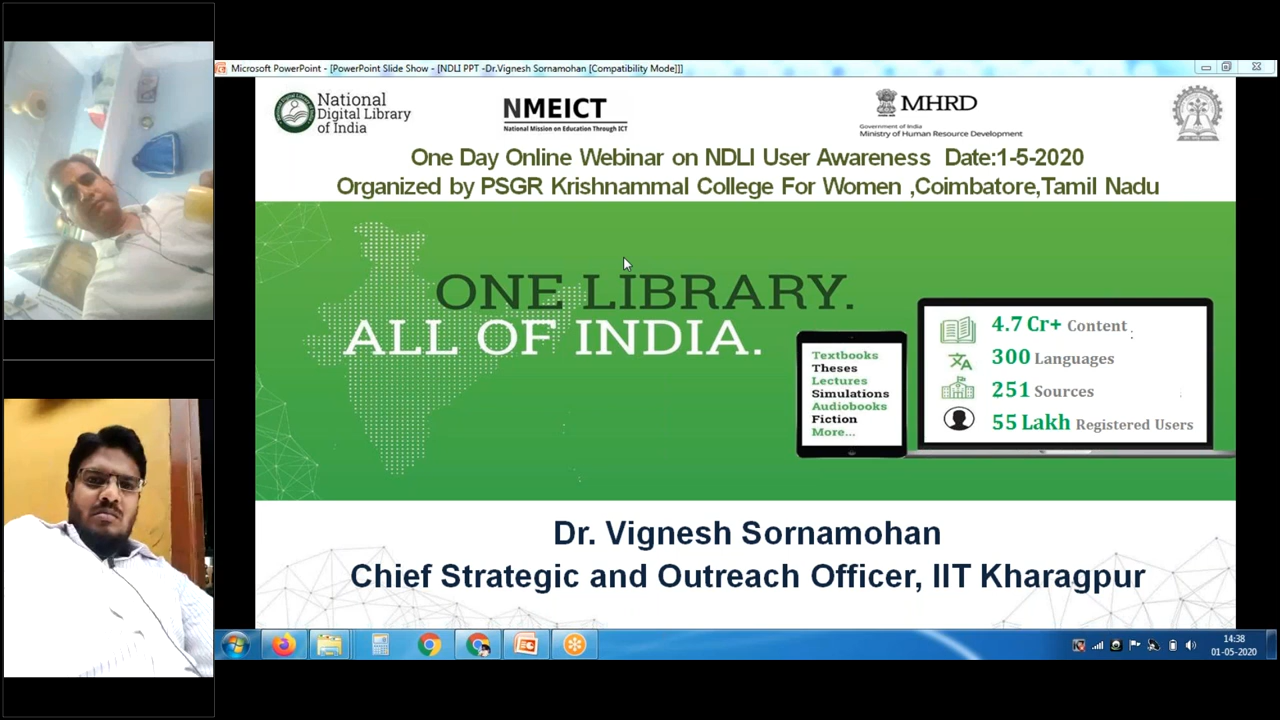 Microsoft PowerPoint - [PowerPoint Slide Show - [NDLI PPT -Dr.Vignesh Sornamohan [Compatibility Mode]]]
National
Digital Library
of India
NMEICT
National Mission on Education Through ICT
MHRD
Government of India
Ministry of Human Resource Development
One Day Online Webinar on NDLI User Awareness Date:1-5-2020
Organized by PSGR Krishnammal College For Women ,Coimbatore,Tamil Nadu
ONE LIBRARY.
ALL OF INDIA.
Textbooks
Theses
Lectures
Simulations
Audiobooks
Fiction
More...
4.7 Cr+ Content
300 Languages
251 Sources
55 Lakh Registered Users
Dr. Vignesh Sornamohan
Chief Strategic and Outreach Officer, IIT Kharagpur
14:38
01-05-2020